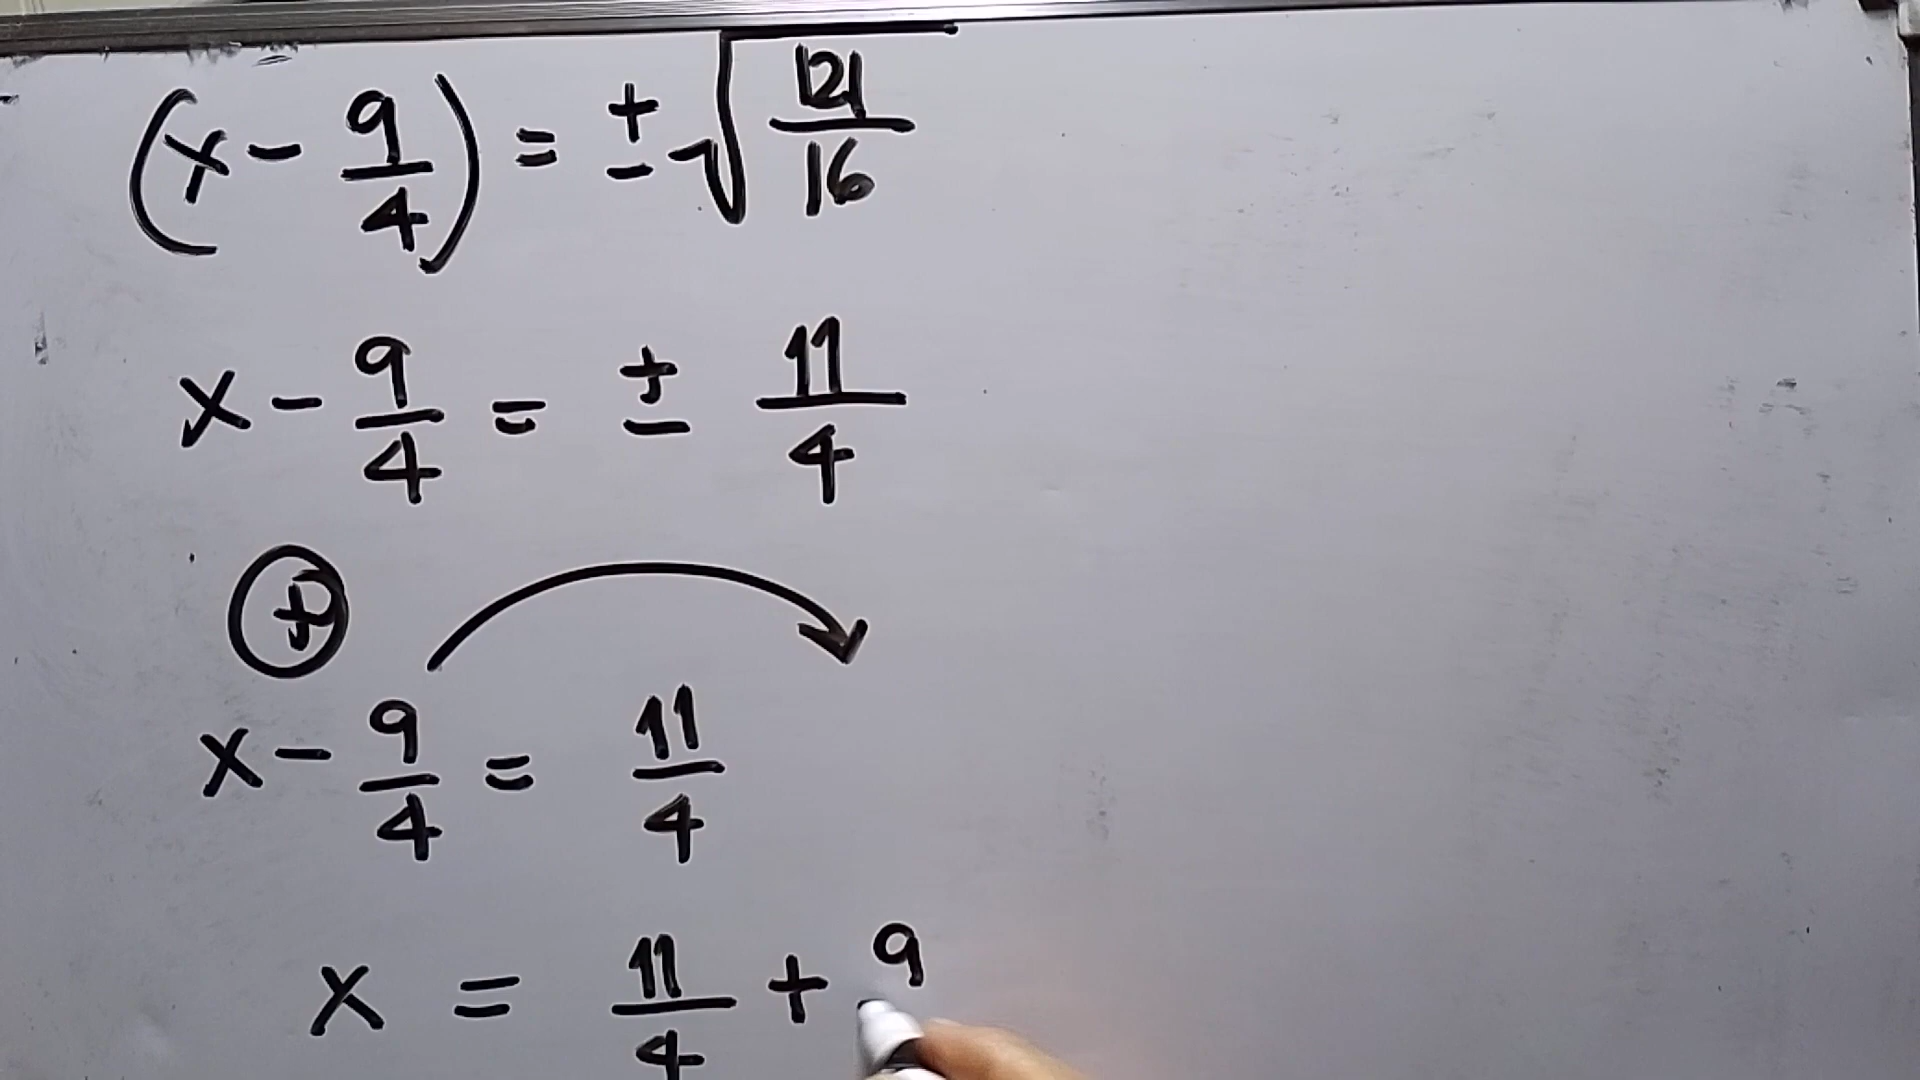 (x - 9/4) = ± √(121/16)
x - 9/4 = ± 11/4
+
x - 9/4 = 11/4
x = 11/4 + 9